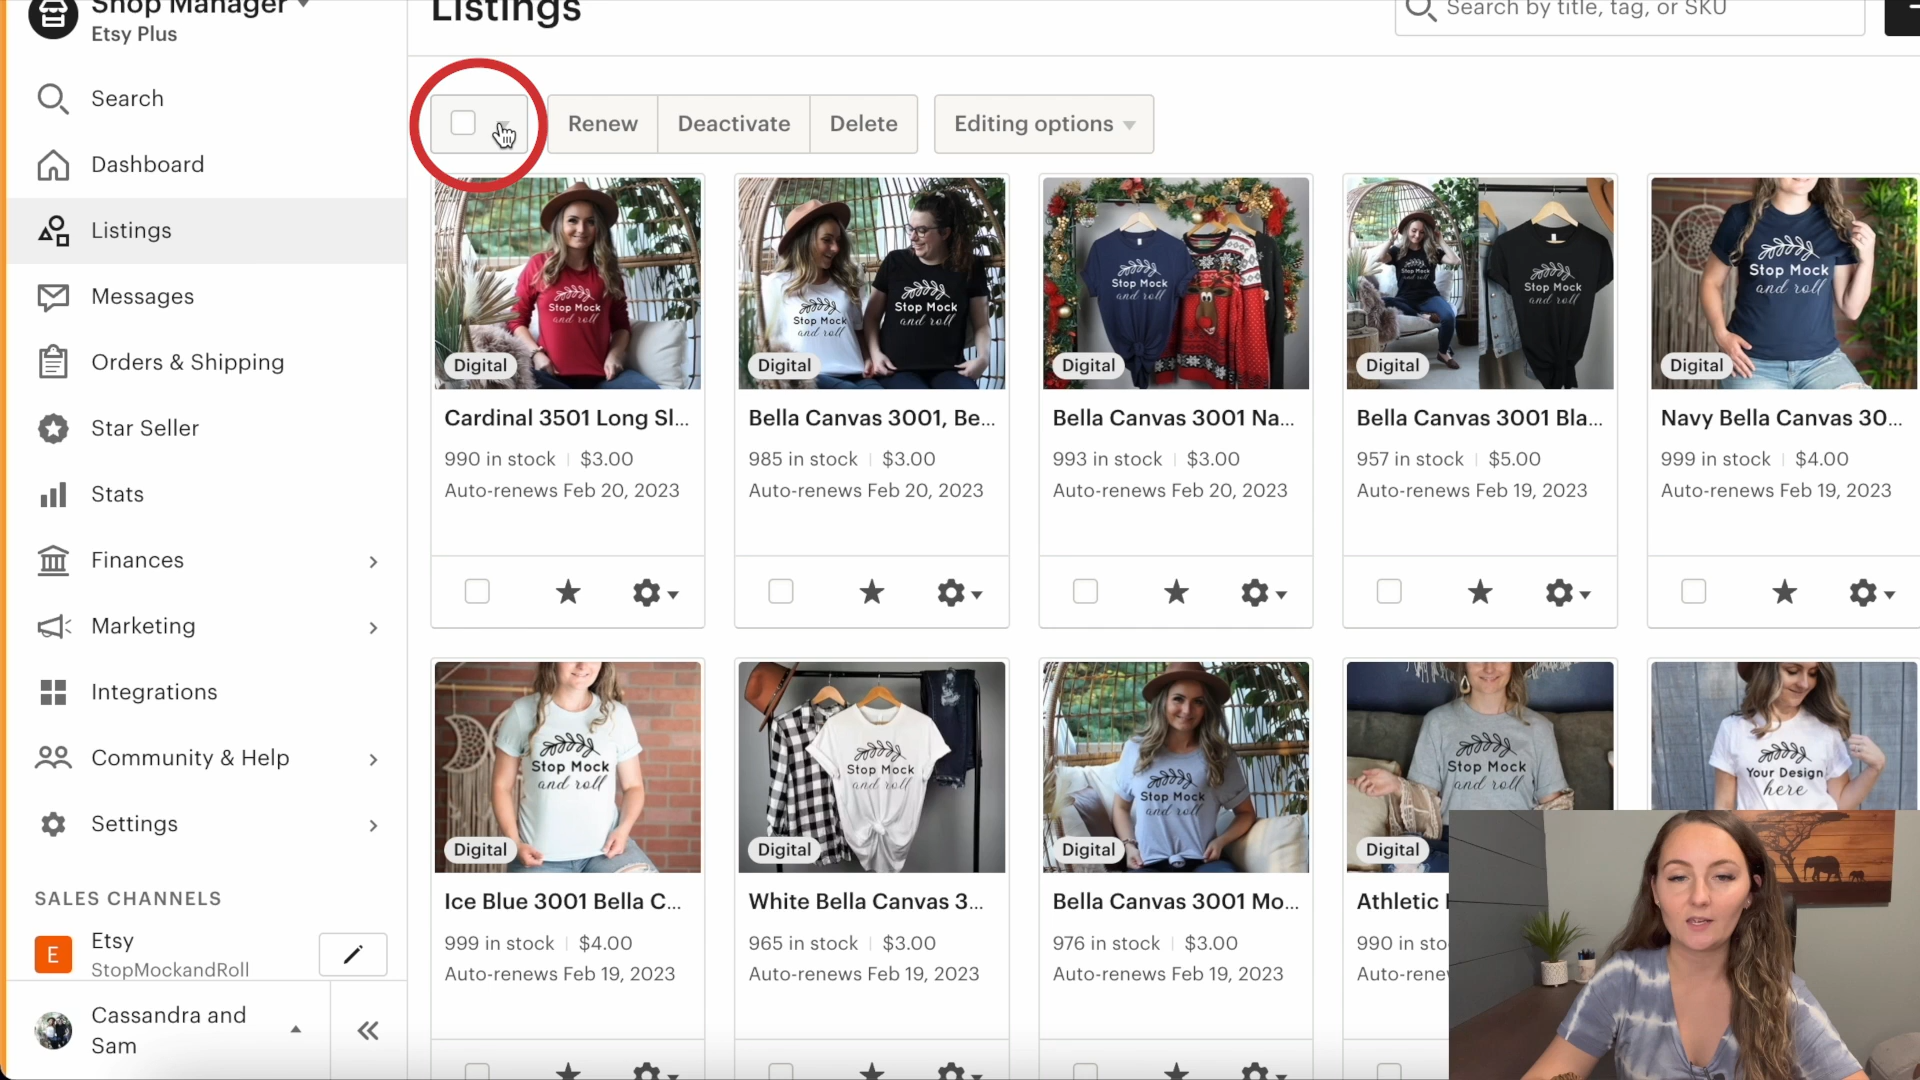 Shop Manager
Etsy Plus
Search
Dashboard
Listings
Messages
Orders & Shipping
Star Seller
Stats
Finances
Marketing
Integrations
Community & Help
Settings
SALES CHANNELS
E
Etsy
StopMockandRoll
Cassandra and
Sam
Listings
Search by title, tag, or SKU
Renew
Deactivate
Delete
Editing options
Stop Mock
and roll
Digital
Cardinal 3501 Long Sl...
990 in stock | $3.00
Auto-renews Feb 20, 2023
Stop Mock
and roll
Stop Mock
and roll
Digital
Bella Canvas 3001, Be...
985 in stock | $3.00
Auto-renews Feb 20, 2023
Stop Mock
and roll
Digital
Bella Canvas 3001 Na...
993 in stock | $3.00
Auto-renews Feb 20, 2023
Stop Mock
and roll
Stop Mock
and roll
Digital
Bella Canvas 3001 Bla...
957 in stock | $5.00
Auto-renews Feb 19, 2023
Stop Mock
and roll
Digital
Navy Bella Canvas 30...
999 in stock | $4.00
Auto-renews Feb 19, 2023
Stop Mock
and roll
Digital
Ice Blue 3001 Bella C...
999 in stock | $4.00
Auto-renews Feb 19, 2023
Stop Mock
and roll
Digital
White Bella Canvas 3...
965 in stock | $3.00
Auto-renews Feb 19, 2023
Stop Mock
and roll
Digital
Bella Canvas 3001 Mo...
976 in stock | $3.00
Auto-renews Feb 19, 2023
Stop Mock
and roll
Digital
Athletic
990 in sto
Auto-rene
Your Design
here